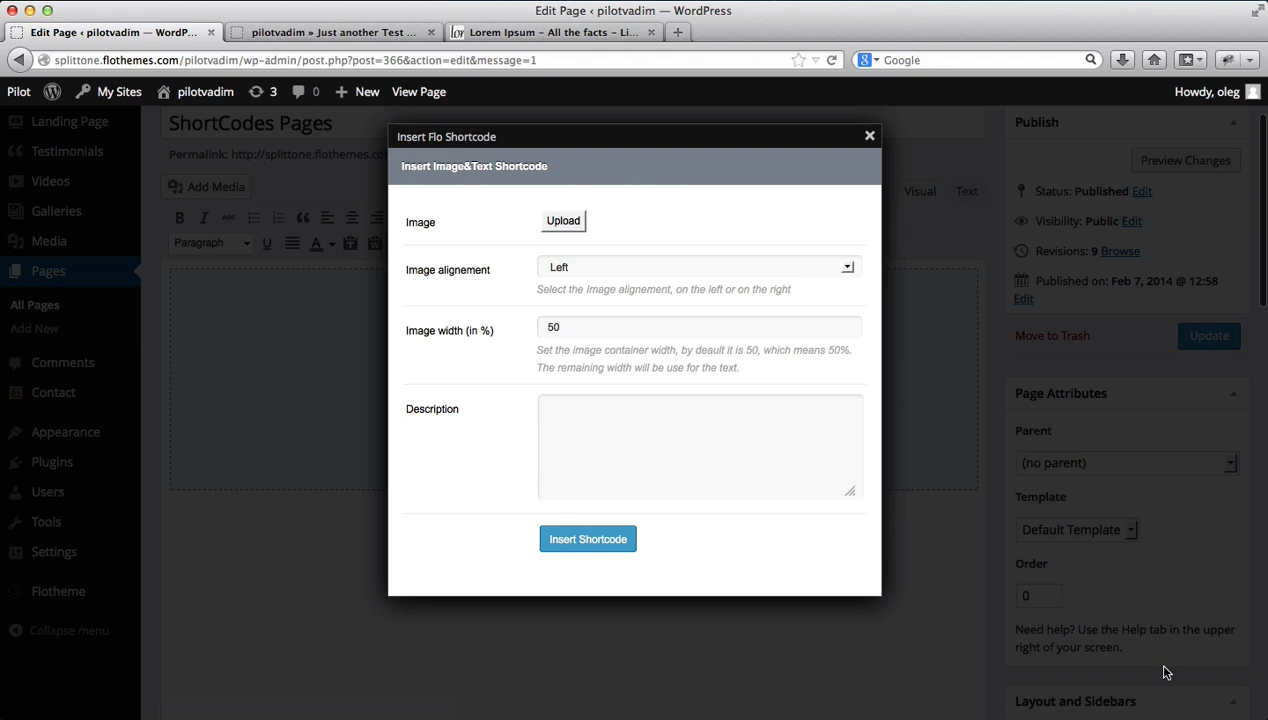 Edit Page ‹ pilotvadim — WordPress
Edit Page ‹ pilotvadim — WordP...
pilotvadim » Just another Test ...
Lorem Ipsum – All the facts – Li...
splittone.flothemes.com/pilotvadim/wp-admin/post.php?post=366&action=edit&message=1
Google
Pilot
My Sites
pilotvadim
3
0
New
View Page
Howdy, oleg
Landing Page
Testimonials
Videos
Galleries
Media
Pages
All Pages
Add New
Comments
Contact
Appearance
Plugins
Users
Tools
Settings
Flotheme
Collapse menu
ShortCodes Pages
Permalink: http://splittone.flothemes.co
Add Media
Visual
Text
B I ABC
Paragraph
U
A
Insert Flo Shortcode
Insert Image&Text Shortcode
Image
Upload
Image alignement
Left
Select the Image alignement, on the left or on the right
Image width (in %)
50
Set the image container width, by deault it is 50, which means 50%.
The remaining width will be use for the text.
Description
Insert Shortcode
Publish
Preview Changes
Status: Published Edit
Visibility: Public Edit
Revisions: 9 Browse
Published on: Feb 7, 2014 @ 12:58
Edit
Move to Trash
Update
Page Attributes
Parent
(no parent)
Template
Default Template
Order
0
Need help? Use the Help tab in the upper
right of your screen.
Layout and Sidebars